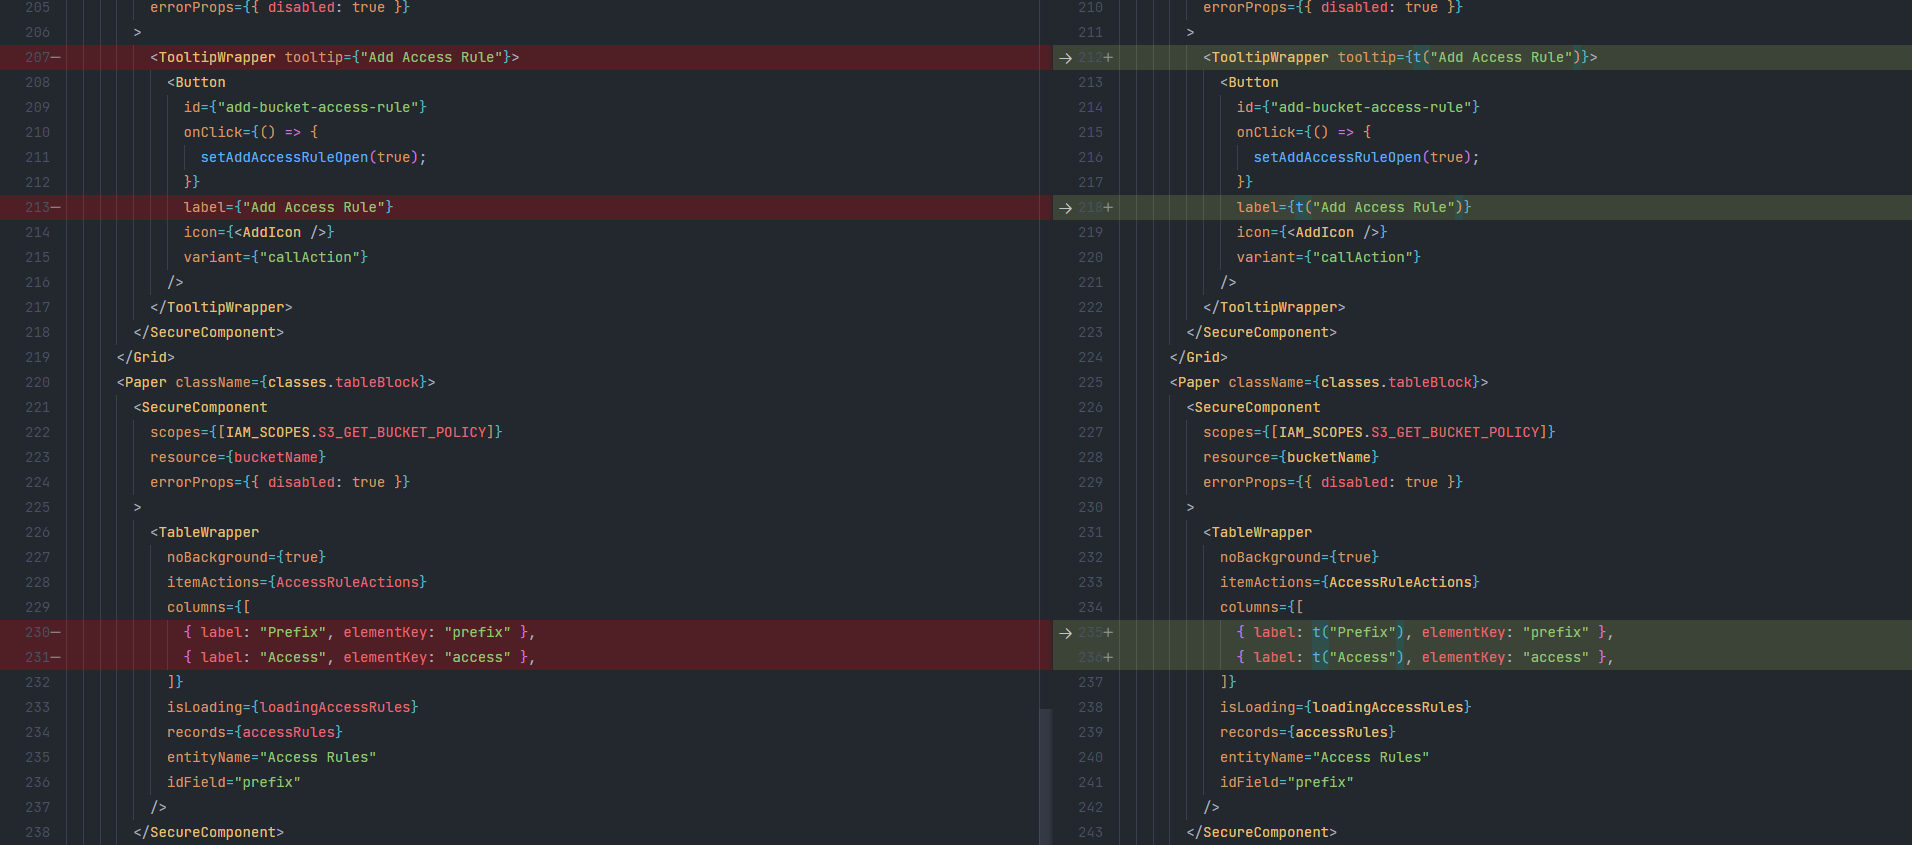 205 errorProps={{ disabled: true }}
206 >
207− <TooltipWrapper tooltip={"Add Access Rule"}>
208 <Button
209 id={"add-bucket-access-rule"}
210 onClick={() => {
211 setAddAccessRuleOpen(true);
212 }}
213− label={"Add Access Rule"}
214 icon={<AddIcon />}
215 variant={"callAction"}
216 />
217 </TooltipWrapper>
218 </SecureComponent>
219 </Grid>
220 <Paper className={classes.tableBlock}>
221 <SecureComponent
222 scopes={[IAM_SCOPES.S3_GET_BUCKET_POLICY]}
223 resource={bucketName}
224 errorProps={{ disabled: true }}
225 >
226 <TableWrapper
227 noBackground={true}
228 itemActions={AccessRuleActions}
229 columns={[
230− { label: "Prefix", elementKey: "prefix" },
231− { label: "Access", elementKey: "access" },
232 ]}
233 isLoading={loadingAccessRules}
234 records={accessRules}
235 entityName="Access Rules"
236 idField="prefix"
237 />
238 </SecureComponent>
210 errorProps={{ disabled: true }}
211 >
→ 212+ <TooltipWrapper tooltip={t("Add Access Rule")}>
213 <Button
214 id={"add-bucket-access-rule"}
215 onClick={() => {
216 setAddAccessRuleOpen(true);
217 }}
→ 218+ label={t("Add Access Rule")}
219 icon={<AddIcon />}
220 variant={"callAction"}
221 />
222 </TooltipWrapper>
223 </SecureComponent>
224 </Grid>
225 <Paper className={classes.tableBlock}>
226 <SecureComponent
227 scopes={[IAM_SCOPES.S3_GET_BUCKET_POLICY]}
228 resource={bucketName}
229 errorProps={{ disabled: true }}
230 >
231 <TableWrapper
232 noBackground={true}
233 itemActions={AccessRuleActions}
234 columns={[
→ 235+ { label: t("Prefix"), elementKey: "prefix" },
236+ { label: t("Access"), elementKey: "access" },
237 ]}
238 isLoading={loadingAccessRules}
239 records={accessRules}
240 entityName="Access Rules"
241 idField="prefix"
242 />
243 </SecureComponent>